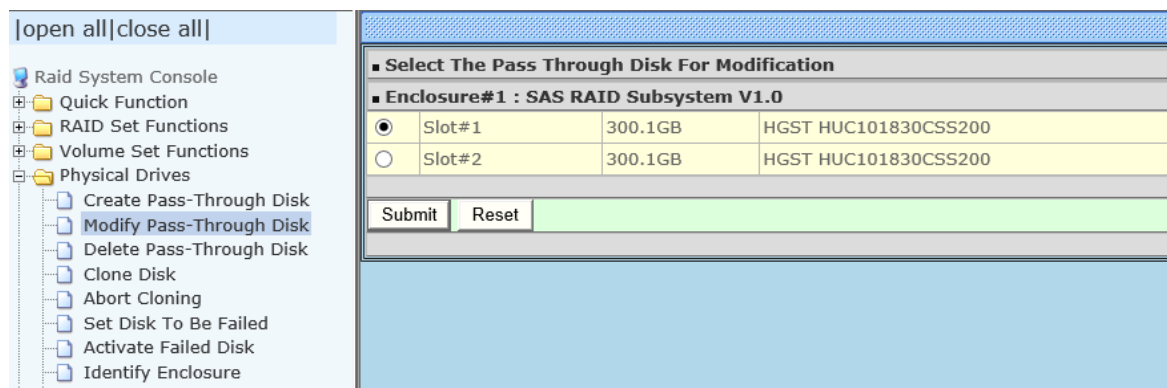 |open all|close all|
Raid System Console
Quick Function
RAID Set Functions
Volume Set Functions
Physical Drives
Create Pass-Through Disk
Modify Pass-Through Disk
Delete Pass-Through Disk
Clone Disk
Abort Cloning
Set Disk To Be Failed
Activate Failed Disk
Identify Enclosure
Select The Pass Through Disk For Modification
Enclosure#1 : SAS RAID Subsystem V1.0
Slot#1 300.1GB HGST HUC101830CSS200
Slot#2 300.1GB HGST HUC101830CSS200
Submit Reset